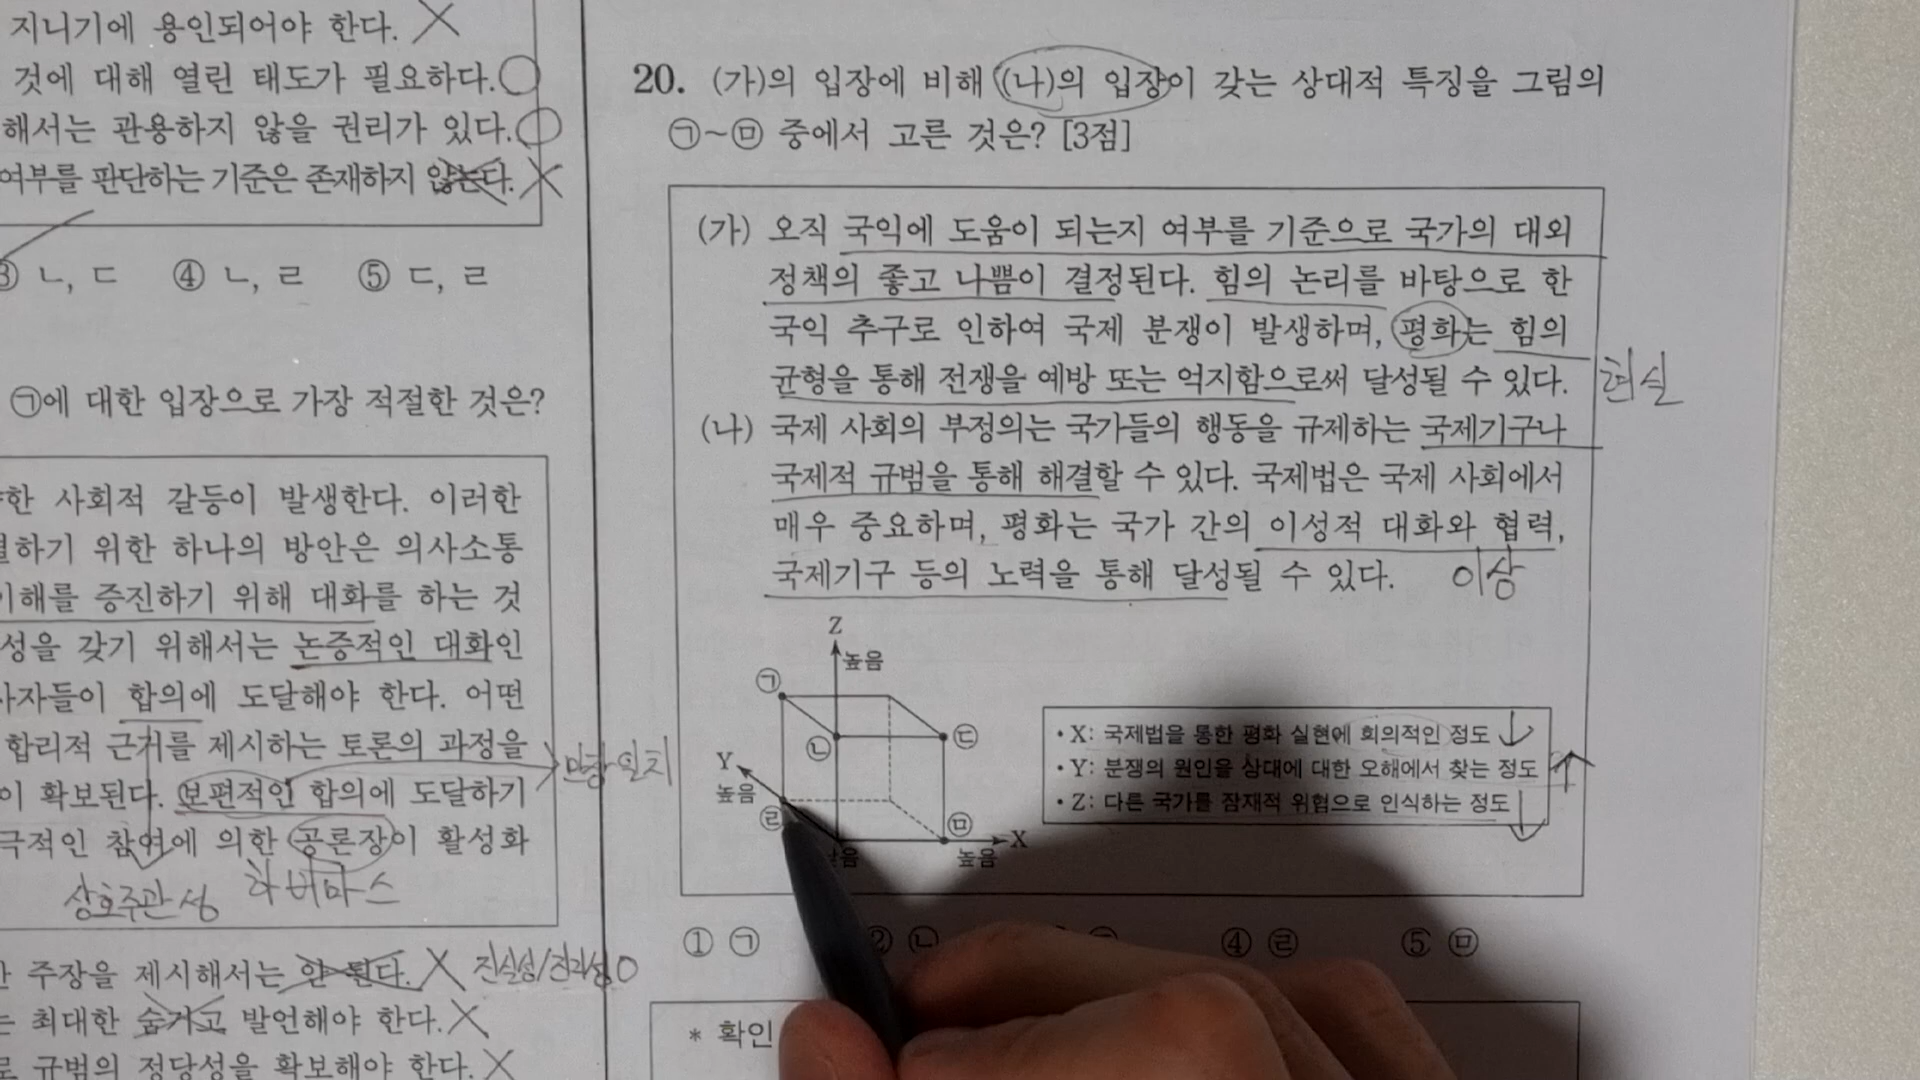 지니기에 용인되어야 한다. X
것에 대해 열린 태도가 필요하다. O
해서는 관용하지 않을 권리가 있다. O
여부를 판단하는 기준은 존재하지 않는다. X
③ ㄴ, ㄷ ④ ㄴ, ㄹ ⑤ ㄷ, ㄹ
㉠에 대한 입장으로 가장 적절한 것은?
한 사회적 갈등이 발생한다. 이러한
하기 위한 하나의 방안은 의사소통
이해를 증진하기 위해 대화를 하는 것
성을 갖기 위해서는 논증적인 대화인
사자들이 합의에 도달해야 한다. 어떤
합리적 근거를 제시하는 토론의 과정을
이 확보된다. 보편적인 합의에 도달하기
극적인 참여에 의한 공론장이 활성화
상호주관성 하버마스
주장을 제시해서는 안 된다. X
는 최대한 숨기고 발언해야 한다. X
로 규범의 정당성을 확보해야 한다. X
20. (가)의 입장에 비해 (나)의 입장이 갖는 상대적 특징을 그림의
㉠~㉤ 중에서 고른 것은? [3점]
(가) 오직 국익에 도움이 되는지 여부를 기준으로 국가의 대외
정책의 좋고 나쁨이 결정된다. 힘의 논리를 바탕으로 한
국익 추구로 인하여 국제 분쟁이 발생하며, 평화는 힘의
균형을 통해 전쟁을 예방 또는 억지함으로써 달성될 수 있다.
현실
(나) 국제 사회의 부정의는 국가들의 행동을 규제하는 국제기구나
국제적 규범을 통해 해결할 수 있다. 국제법은 국제 사회에서
매우 중요하며, 평화는 국가 간의 이성적 대화와 협력,
국제기구 등의 노력을 통해 달성될 수 있다. 이상
Z
높음
㉠
㉡
㉢
Y
높음
㉣
㉤
X
높음
• X: 국제법을 통한 평화 실현에 회의적인 정도 ↓
• Y: 분쟁의 원인을 상대에 대한 오해에서 찾는 정도 ↑
• Z: 다른 국가를 잠재적 위협으로 인식하는 정도 ↓
① ㉠ ② ㉡ ④ ㉣ ⑤ ㉤
* 확인